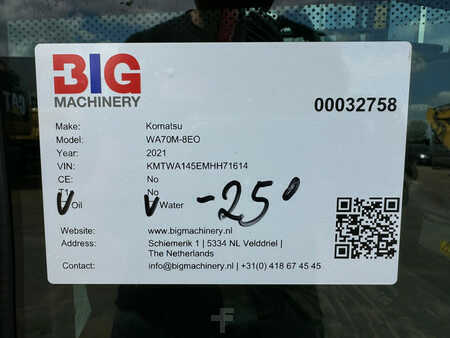 BIG
MACHINERY
00032758
Make: Komatsu
Model: WA70M-8EO
Year: 2021
VIN: KMTWA145EMHH71614
CE: No
T1: No
V Oil V Water -25°
Website: www.bigmachinery.nl
Address: Schiemerik 1 | 5334 NL Velddriel |
The Netherlands
Contact: info@bigmachinery.nl | +31(0) 418 67 45 45